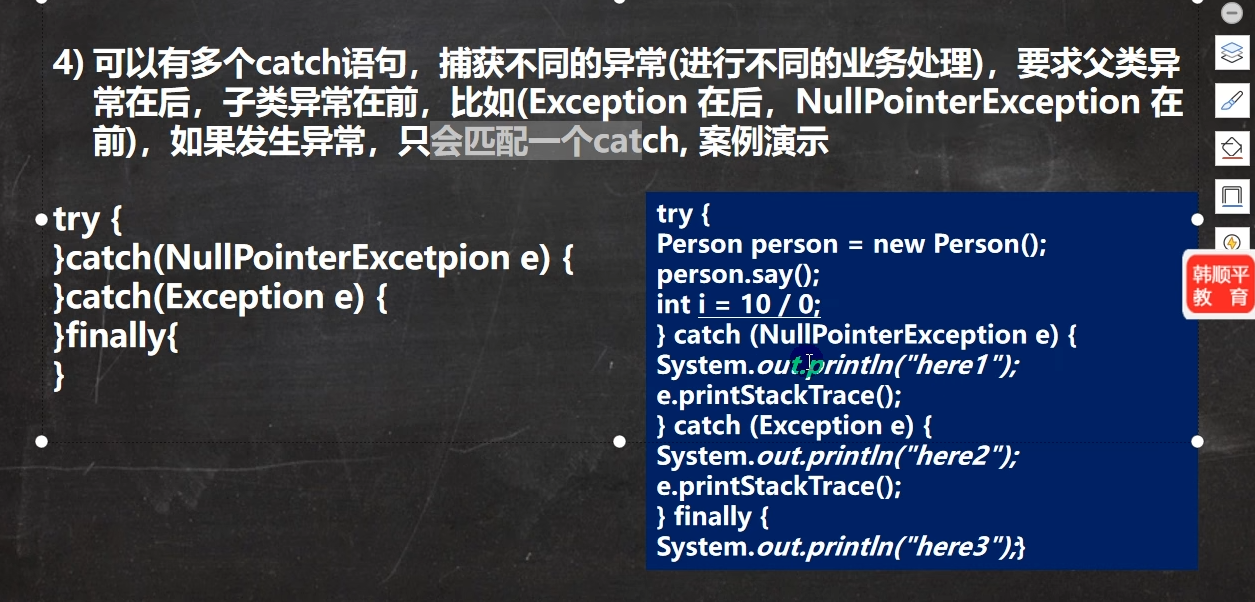 4) 可以有多个catch语句，捕获不同的异常(进行不同的业务处理)，要求父类异
常在后，子类异常在前，比如(Exception 在后，NullPointerException 在
前)，如果发生异常，只会匹配一个catch, 案例演示
try {
}catch(NullPointerExcetpion e) {
}catch(Exception e) {
}finally{
}
try {
Person person = new Person();
person.say();
int i = 10 / 0;
} catch (NullPointerException e) {
System.out.println("here1");
e.printStackTrace();
} catch (Exception e) {
System.out.println("here2");
e.printStackTrace();
} finally {
System.out.println("here3");}
韩顺平
教 育